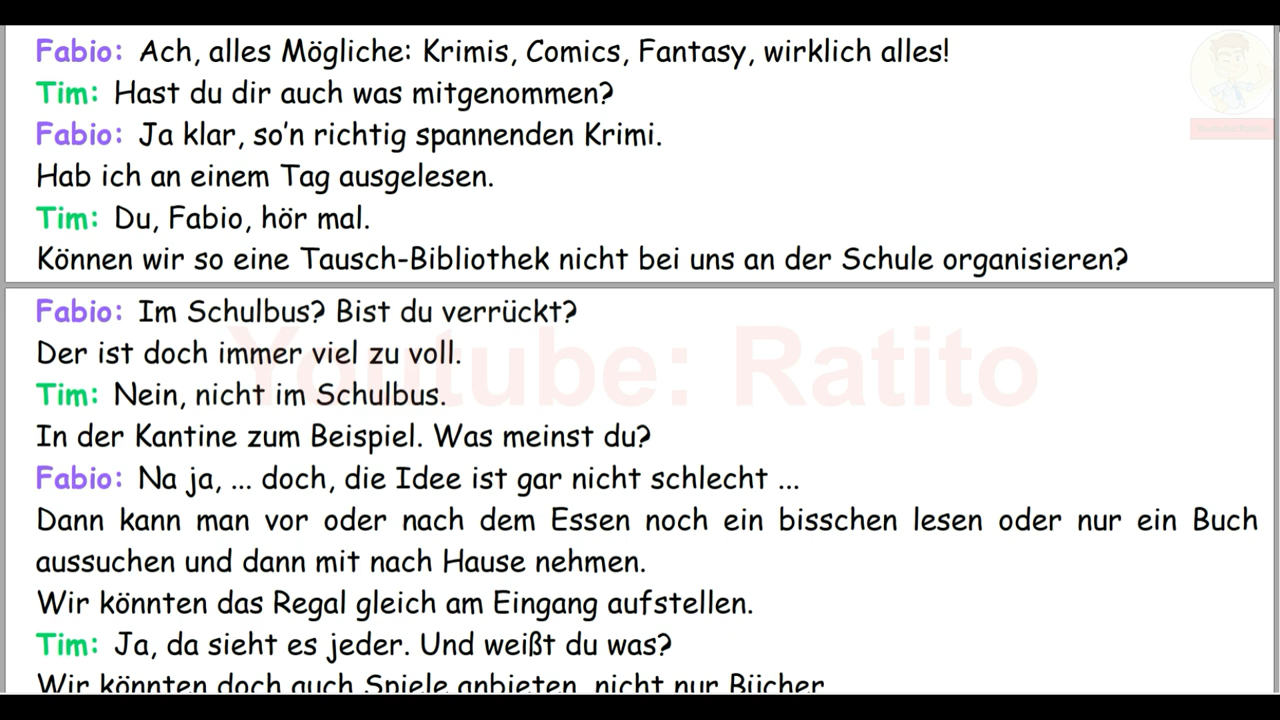 Fabio: Ach, alles Mögliche: Krimis, Comics, Fantasy, wirklich alles!
Tim: Hast du dir auch was mitgenommen?
Fabio: Ja klar, so'n richtig spannenden Krimi.
Hab ich an einem Tag ausgelesen.
Tim: Du, Fabio, hör mal.
Können wir so eine Tausch-Bibliothek nicht bei uns an der Schule organisieren?
Fabio: Im Schulbus? Bist du verrückt?
Der ist doch immer viel zu voll.
Youtube: Ratito
Tim: Nein, nicht im Schulbus.
In der Kantine zum Beispiel. Was meinst du?
Fabio: Na ja, ... doch, die Idee ist gar nicht schlecht ...
Dann kann man vor oder nach dem Essen noch ein bisschen lesen oder nur ein Buch
aussuchen und dann mit nach Hause nehmen.
Wir könnten das Regal gleich am Eingang aufstellen.
Tim: Ja, da sieht es jeder. Und weißt du was?
Wir könnten doch auch Spiele anbieten, nicht nur Bücher